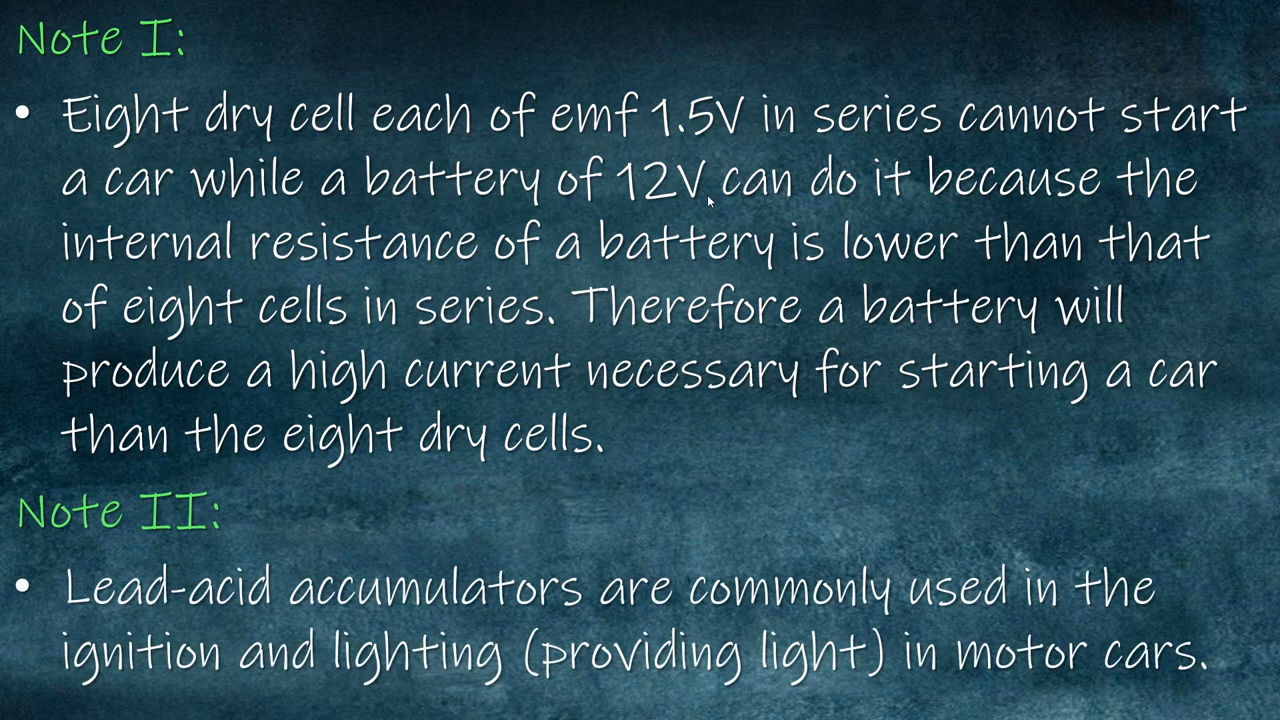 Note I:
• Eight dry cell each of emf 1.5V in series cannot start
a car while a battery of 12V can do it because the
internal resistance of a battery is lower than that
of eight cells in series. Therefore a battery will
produce a high current necessary for starting a car
than the eight dry cells.
Note II:
• Lead-acid accumulators are commonly used in the
ignition and lighting (providing light) in motor cars.